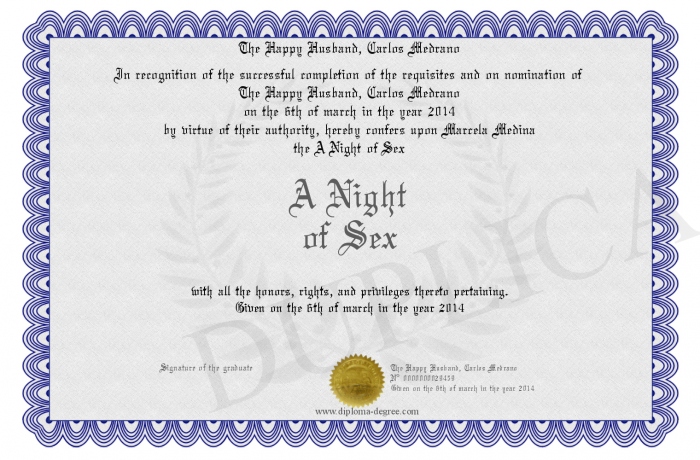 The Happy Husband, Carlos Medrano
In recognition of the successful completion of the requisites and on nomination of
The Happy Husband, Carlos Medrano
on the 6th of march in the year 2014
by virtue of their authority, hereby confers upon Marcela Medina
the A Night of Sex
A Night
of Sex
with all the honors, rights, and privileges thereto pertaining.
Given on the 6th of march in the year 2014
DUPLICA
Signature of the graduate
The Happy Husband, Carlos Medrano
Nº 0000000029459
Given on the 6th of march in the year 2014
www.diploma-degree.com